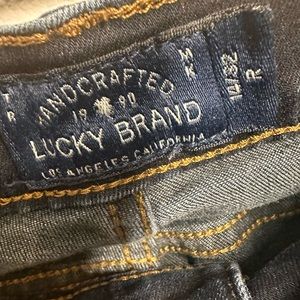 HANDCRAFTED
19 90
LUCKY BRAND
LOS ANGELES CALIFORNIA
14/32
R